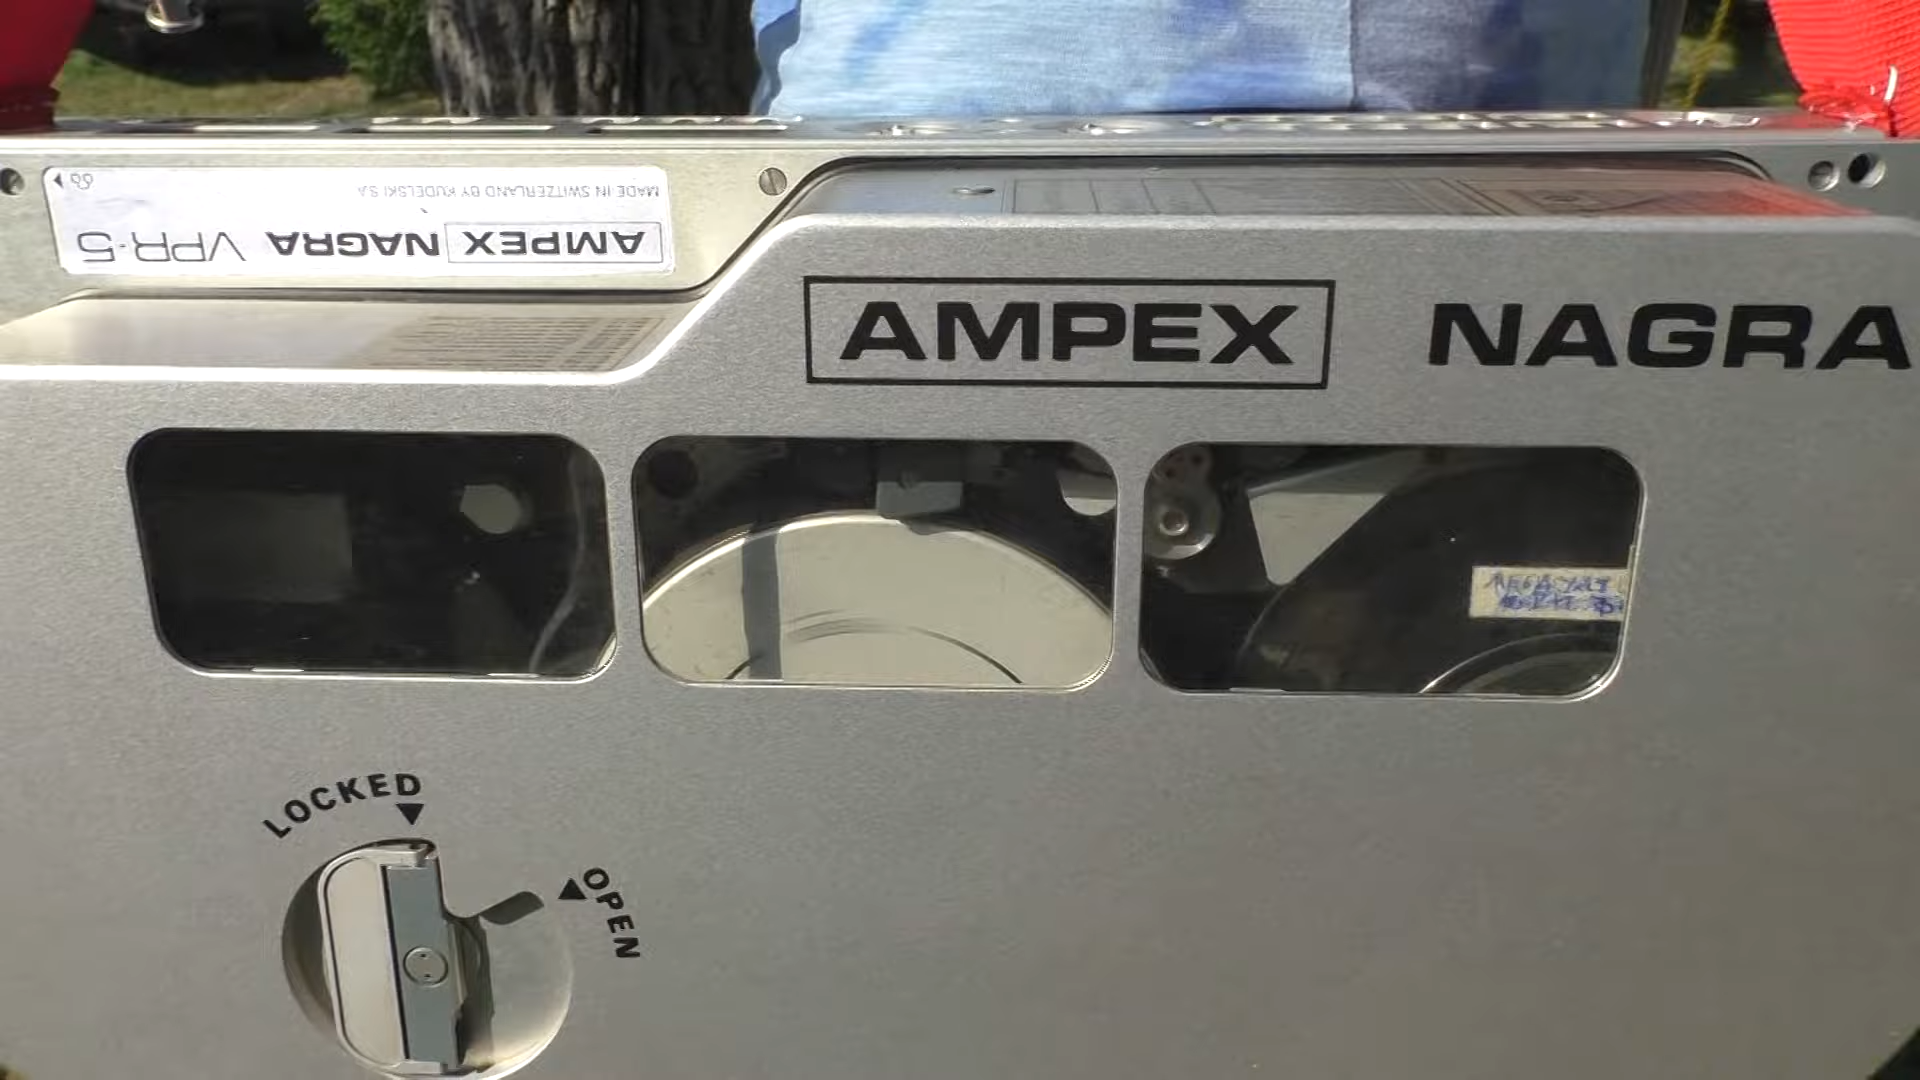 MADE IN SWITZERLAND BY KUDELSKI S.A
AMPEX NAGRA VPR-5
AMPEX NAGRA
LOCKED
OPEN